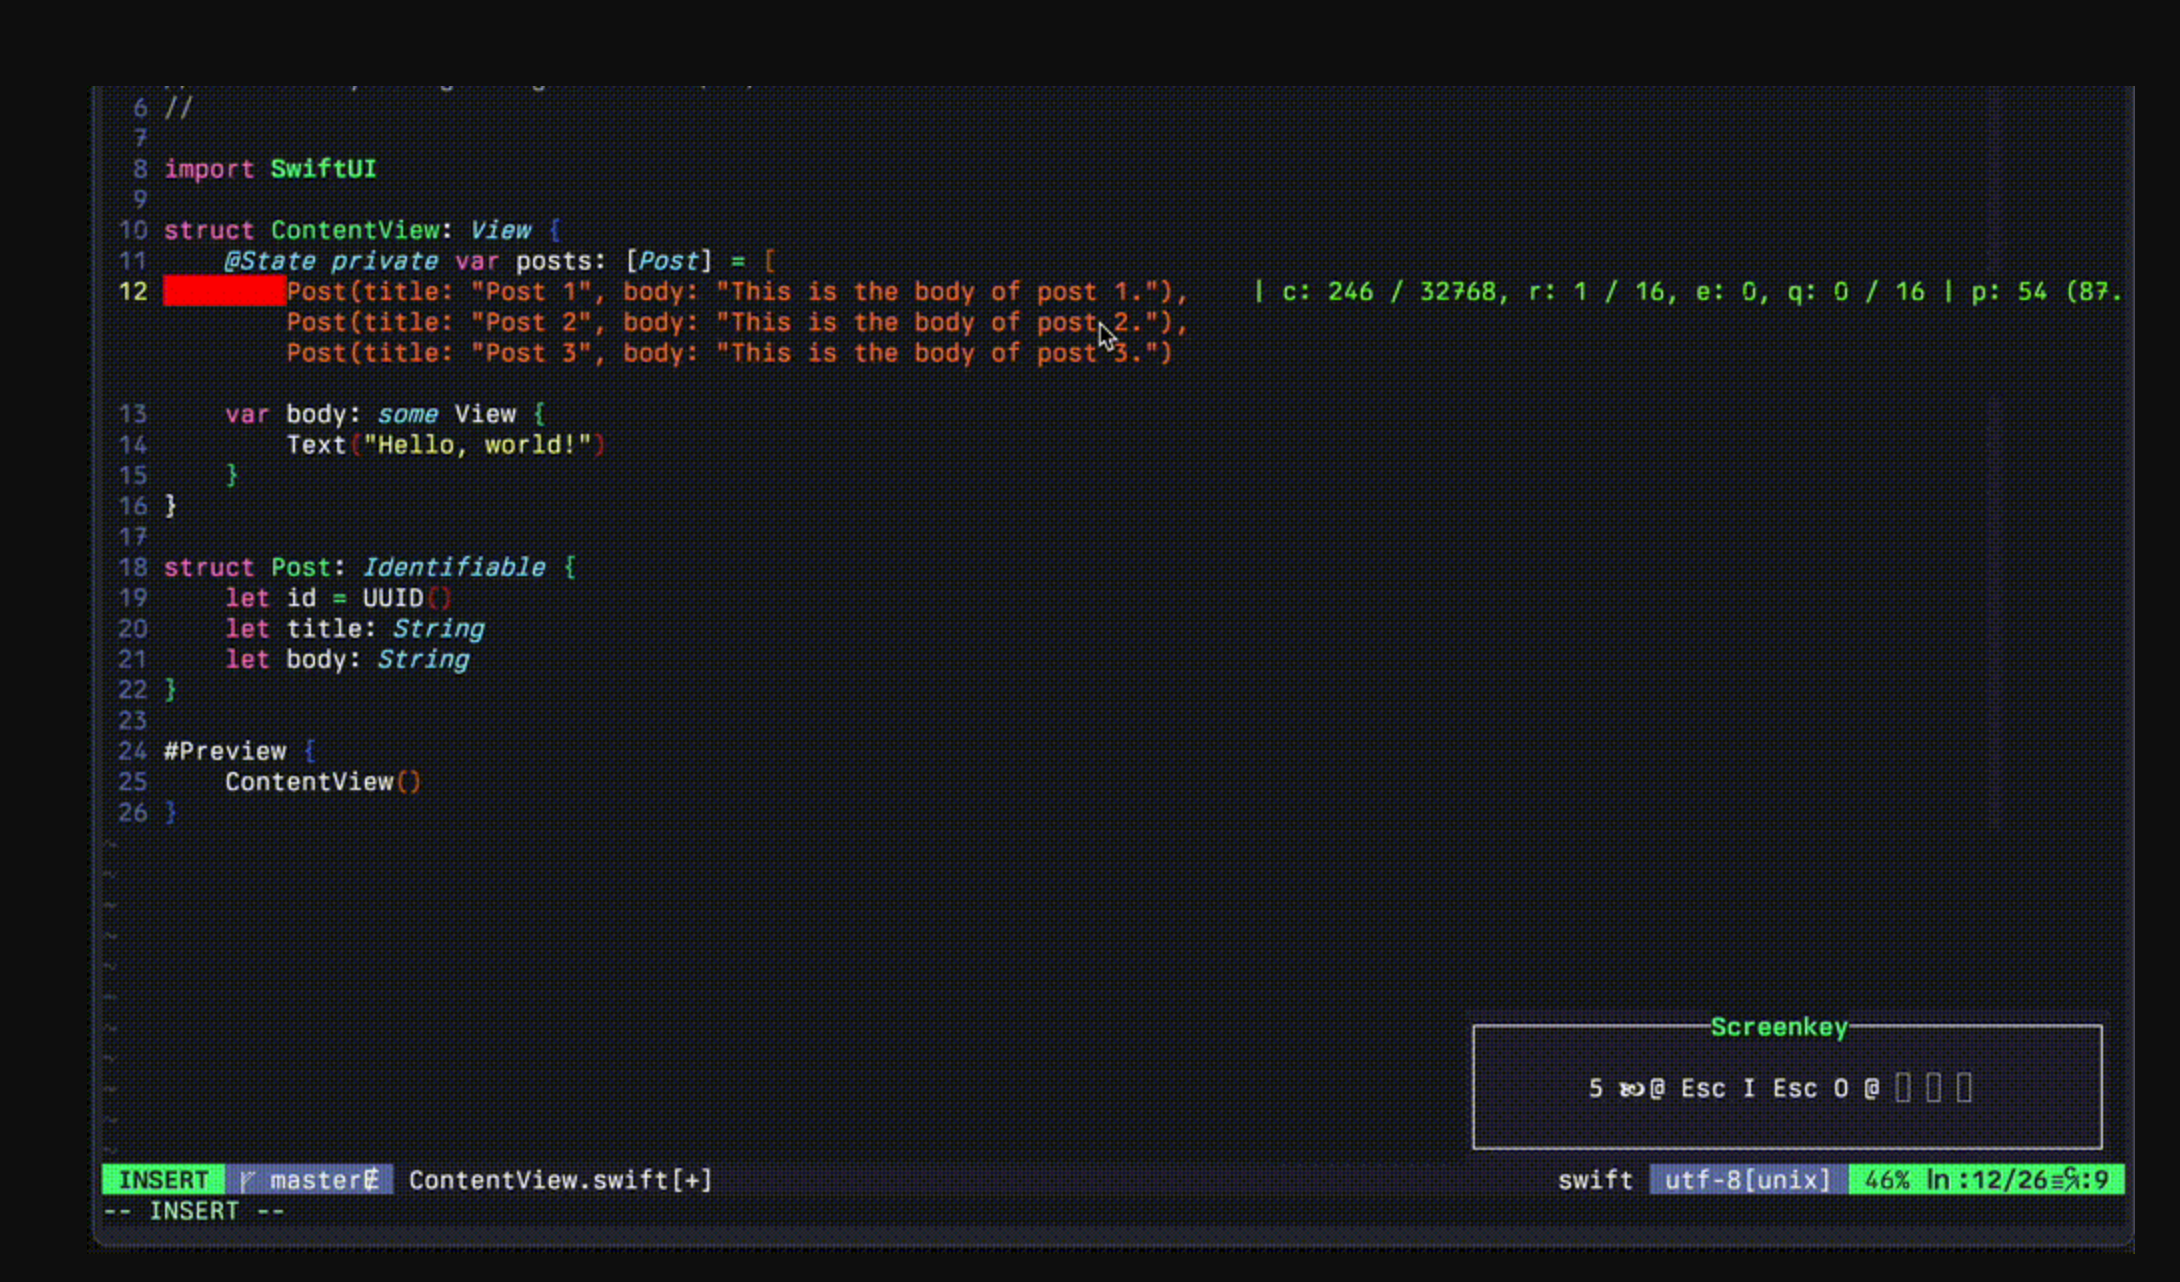 6 //
7
8 import SwiftUI
9
10 struct ContentView: View {
11     @State private var posts: [Post] = [
12         Post(title: "Post 1", body: "This is the body of post 1."),    | c: 246 / 32768, r: 1 / 16, e: 0, q: 0 / 16 | p: 54 (87.
Post(title: "Post 2", body: "This is the body of post 2."),
Post(title: "Post 3", body: "This is the body of post 3.")
13     var body: some View {
14         Text("Hello, world!")
15     }
16 }
17
18 struct Post: Identifiable {
19     let id = UUID()
20     let title: String
21     let body: String
22 }
23
24 #Preview {
25     ContentView()
26 }
~
~
~
~
~
~
~
~
~
~
~
Screenkey
5 @ Esc I Esc O @
INSERT master ContentView.swift[+] swift utf-8[unix] 46% ln :12/26 :9
-- INSERT --